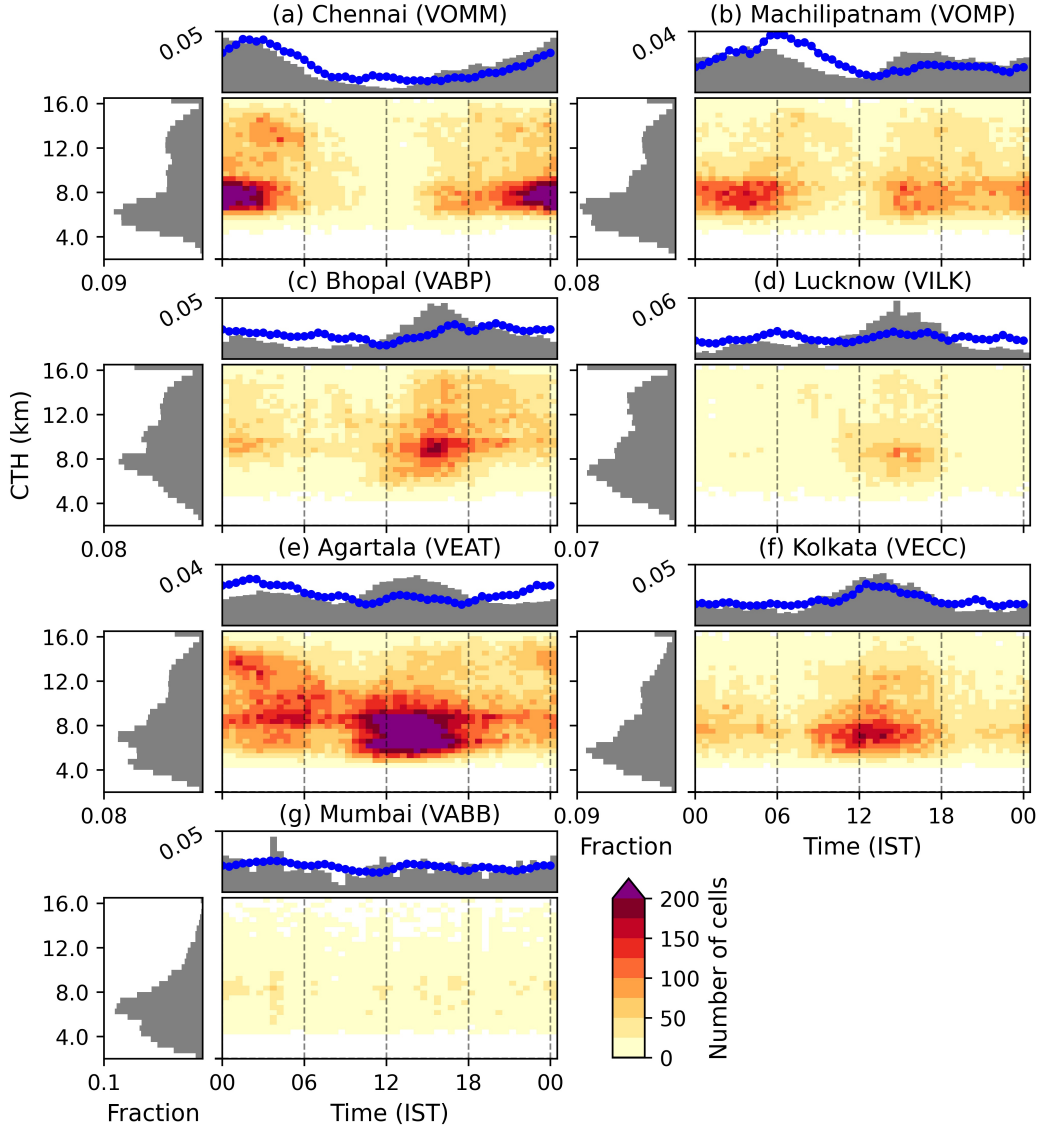 (a) Chennai (VOMM)
(b) Machilipatnam (VOMP)
0.05
0.04
16.0
12.0
8.0
4.0
0.09
0.08
(c) Bhopal (VABP)
(d) Lucknow (VILK)
0.05
0.06
CTH (km)
16.0
12.0
8.0
4.0
0.08
0.07
(e) Agartala (VEAT)
(f) Kolkata (VECC)
0.04
0.05
16.0
12.0
8.0
4.0
0.08
0.09
00 06 12 18 00
Fraction
Time (IST)
(g) Mumbai (VABB)
0.05
16.0
12.0
8.0
4.0
0.1
00 06 12 18 00
Fraction
Time (IST)
200
150
100
50
0
Number of cells